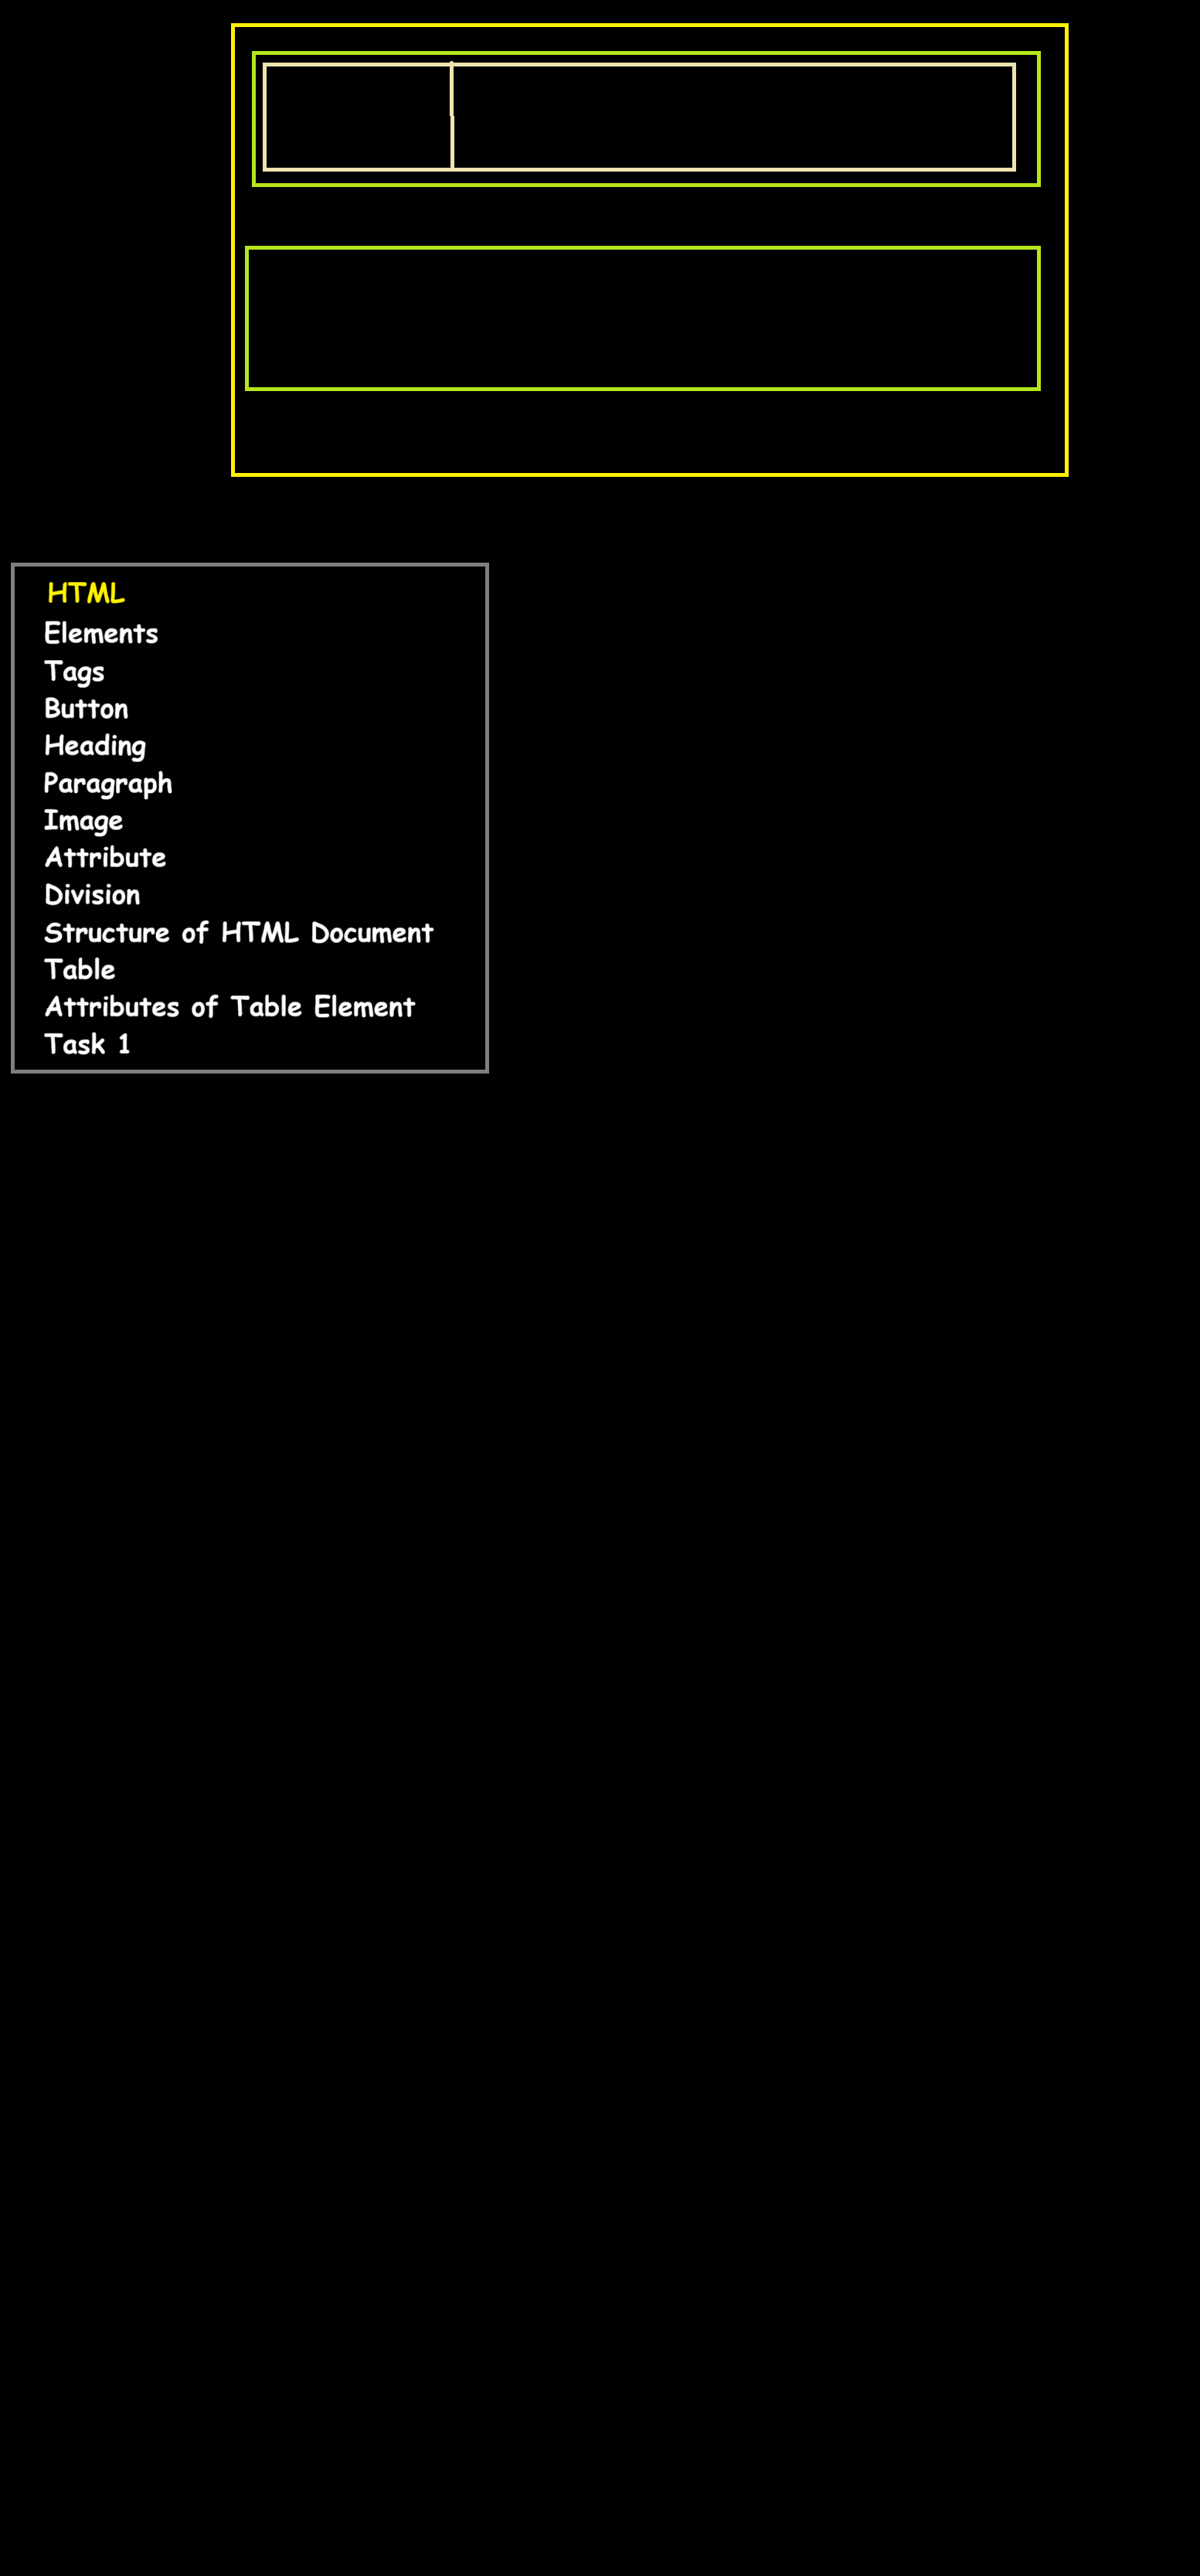 HTML
Elements
Tags
Button
Heading
Paragraph
Image
Attribute
Division
Structure of HTML Document
Table
Attributes of Table Element
Task 1